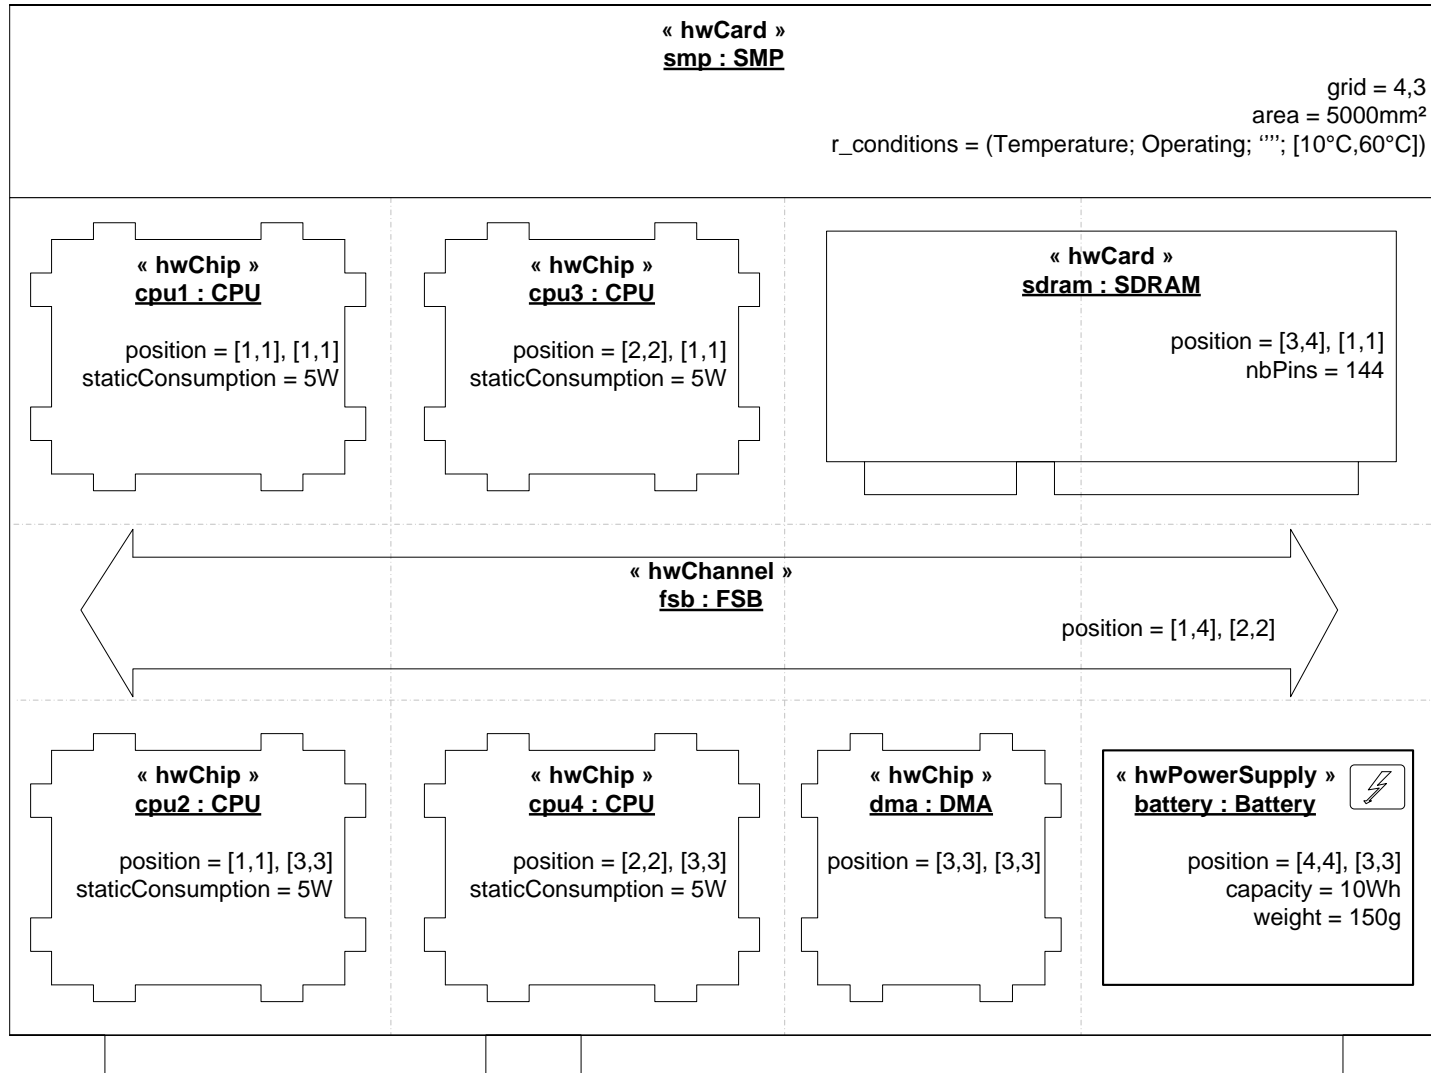 « hwCard »
smp : SMP
grid = 4,3
area = 5000mm²
r_conditions = (Temperature; Operating; “””; [10°C,60°C])
« hwChip »
cpu1 : CPU
position = [1,1], [1,1]
staticConsumption = 5W
« hwChip »
cpu3 : CPU
position = [2,2], [1,1]
staticConsumption = 5W
« hwCard »
sdram : SDRAM
position = [3,4], [1,1]
nbPins = 144
« hwChannel »
fsb : FSB
position = [1,4], [2,2]
« hwChip »
cpu2 : CPU
position = [1,1], [3,3]
staticConsumption = 5W
« hwChip »
cpu4 : CPU
position = [2,2], [3,3]
staticConsumption = 5W
« hwChip »
dma : DMA
position = [3,3], [3,3]
« hwPowerSupply »
battery : Battery
position = [4,4], [3,3]
capacity = 10Wh
weight = 150g